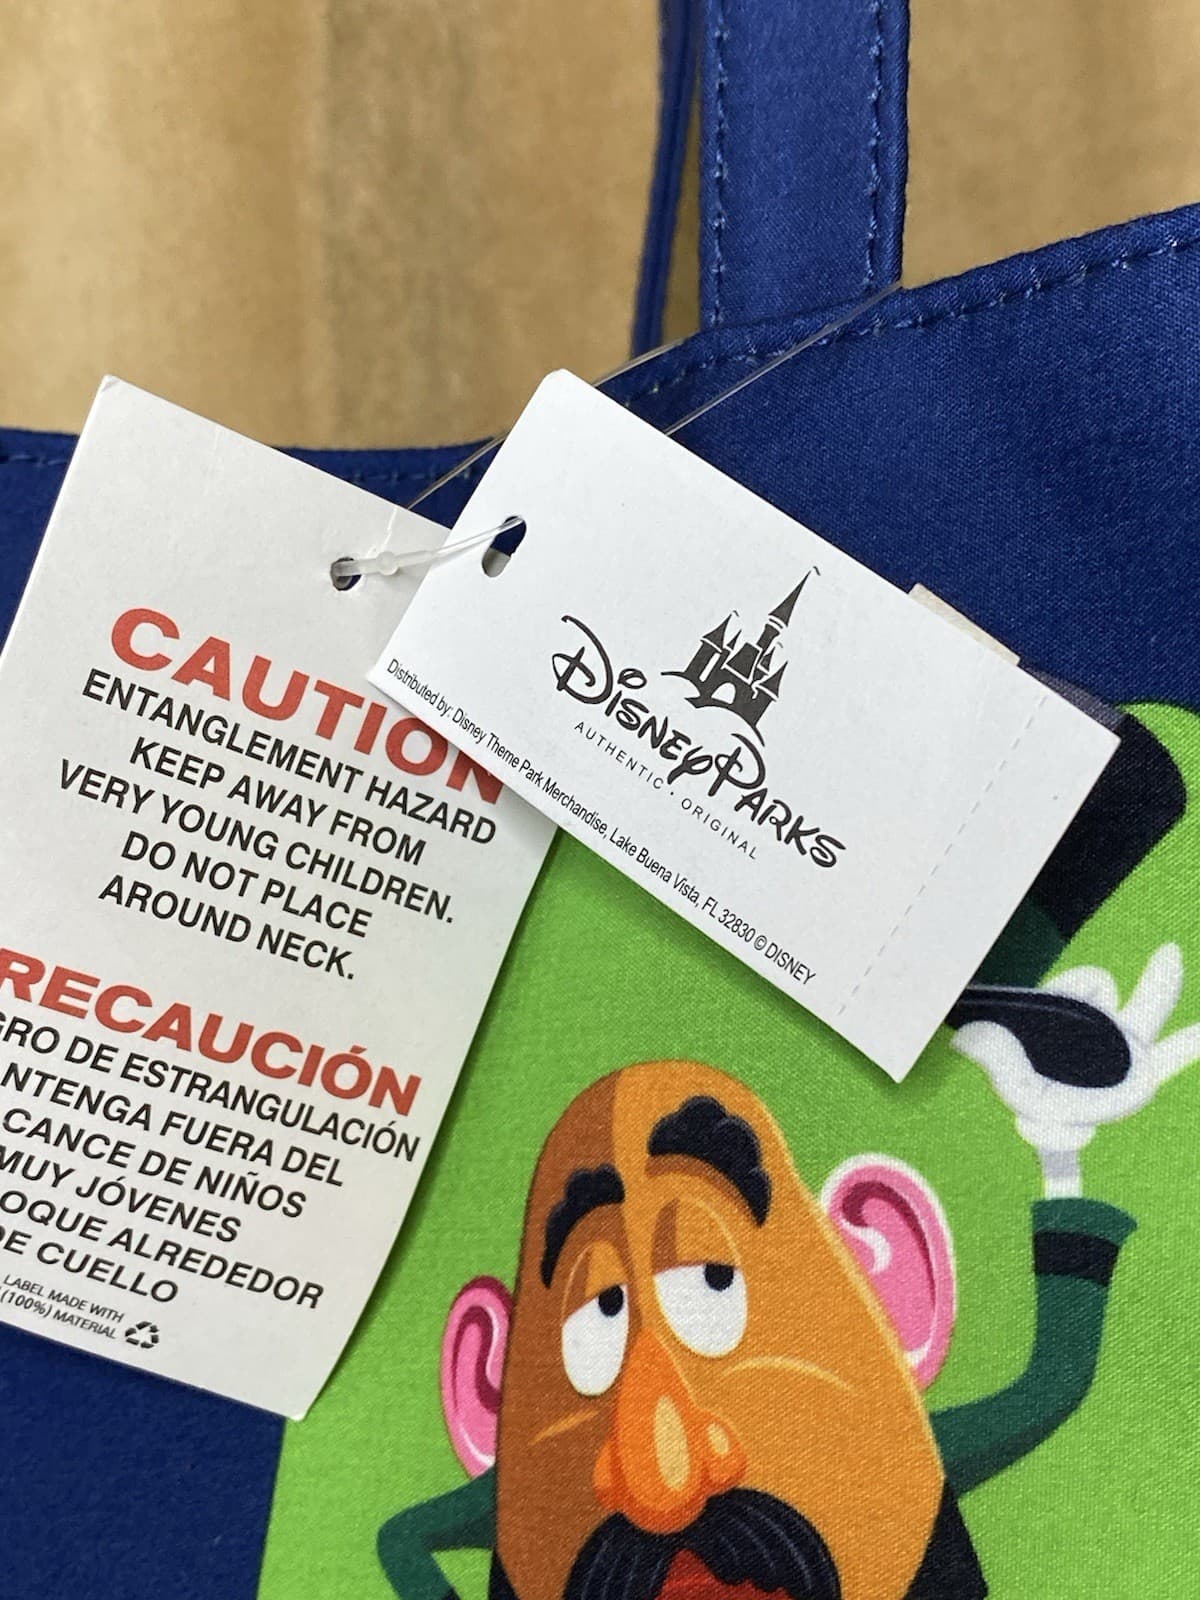 CAUTION
ENTANGLEMENT HAZARD
KEEP AWAY FROM
VERY YOUNG CHILDREN.
DO NOT PLACE
AROUND NECK.
RECAUCIÓN
GRO DE ESTRANGULACIÓN
NTENGA FUERA DEL
CANCE DE NIÑOS
MUY JÓVENES
OQUE ALREDEDOR
DE CUELLO
LABEL MADE WITH
(100%) MATERIAL
Disney Parks
AUTHENTIC • ORIGINAL
Distributed by: Disney Theme Park Merchandise, Lake Buena Vista, FL 32830 © DISNEY